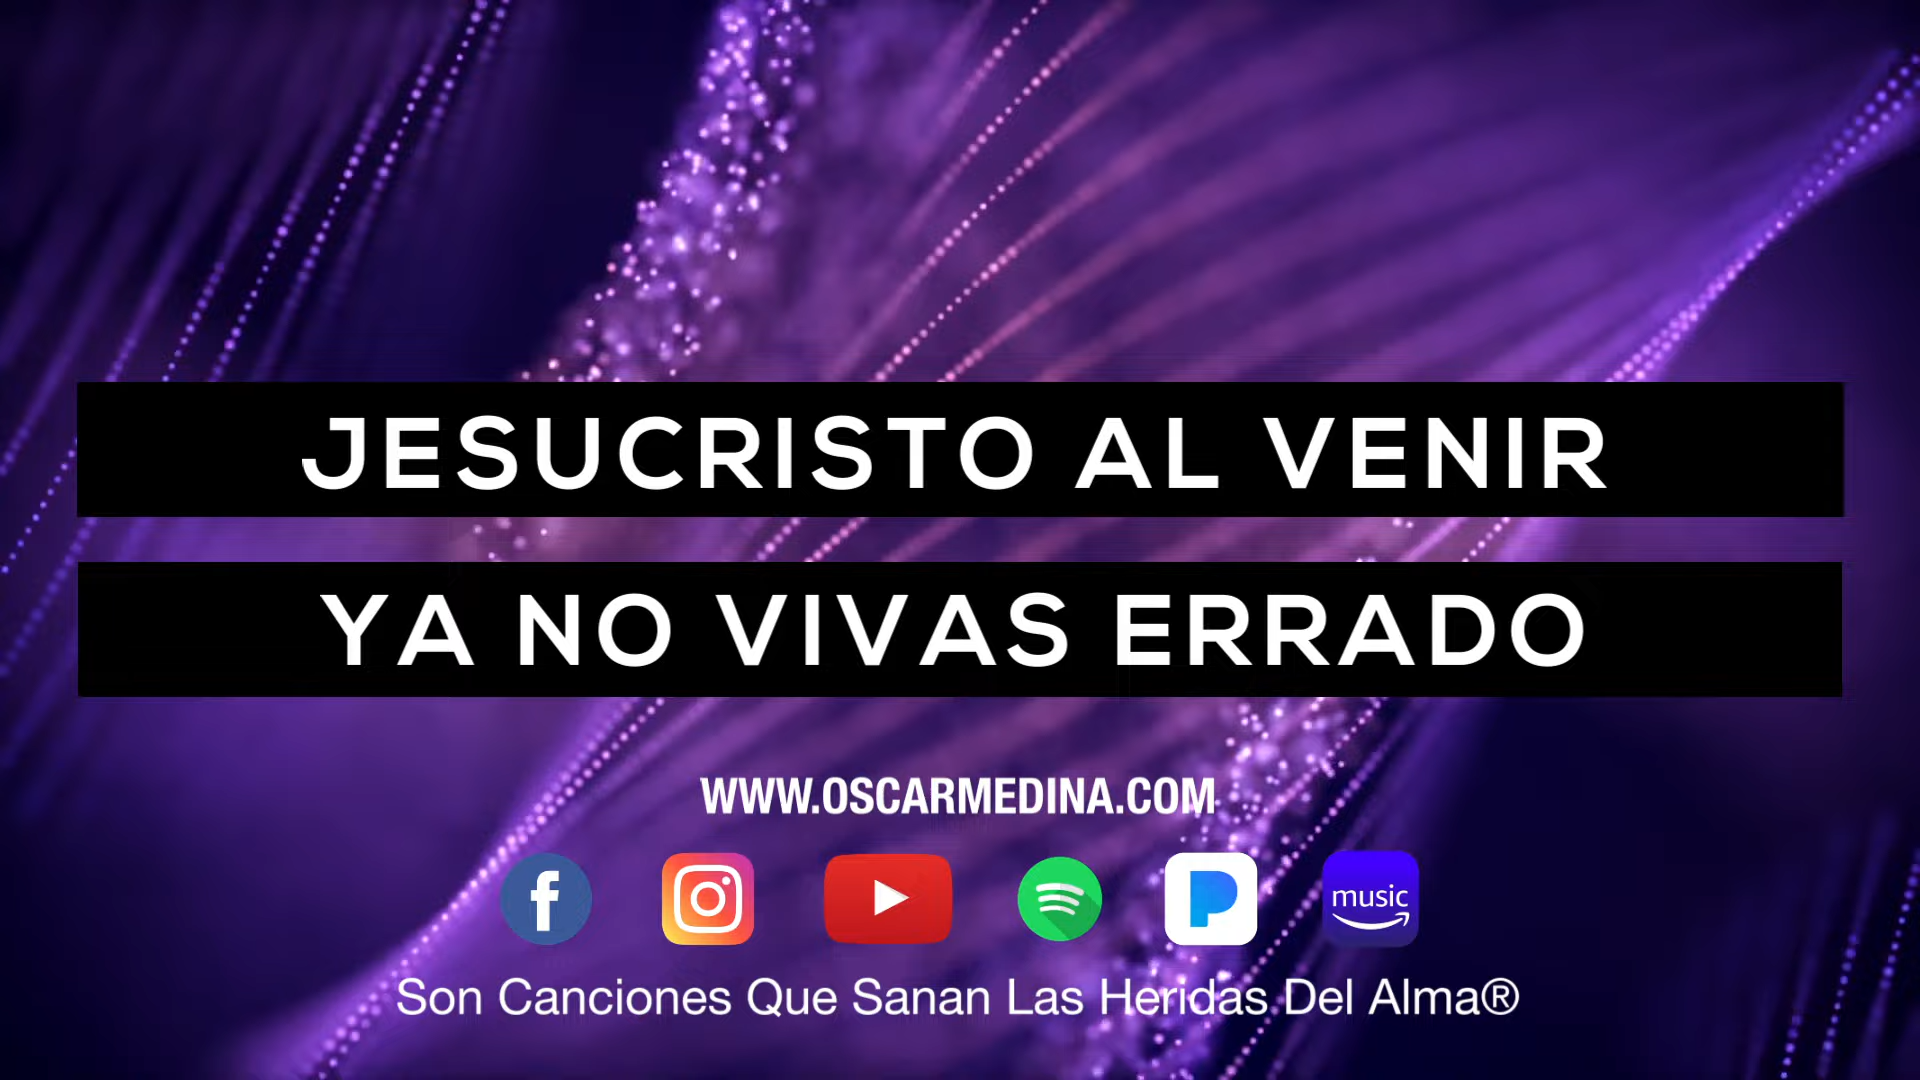 JESUCRISTO AL VENIR
YA NO VIVAS ERRADO
WWW.OSCARMEDINA.COM
f
P
music
Son Canciones Que Sanan Las Heridas Del Alma®